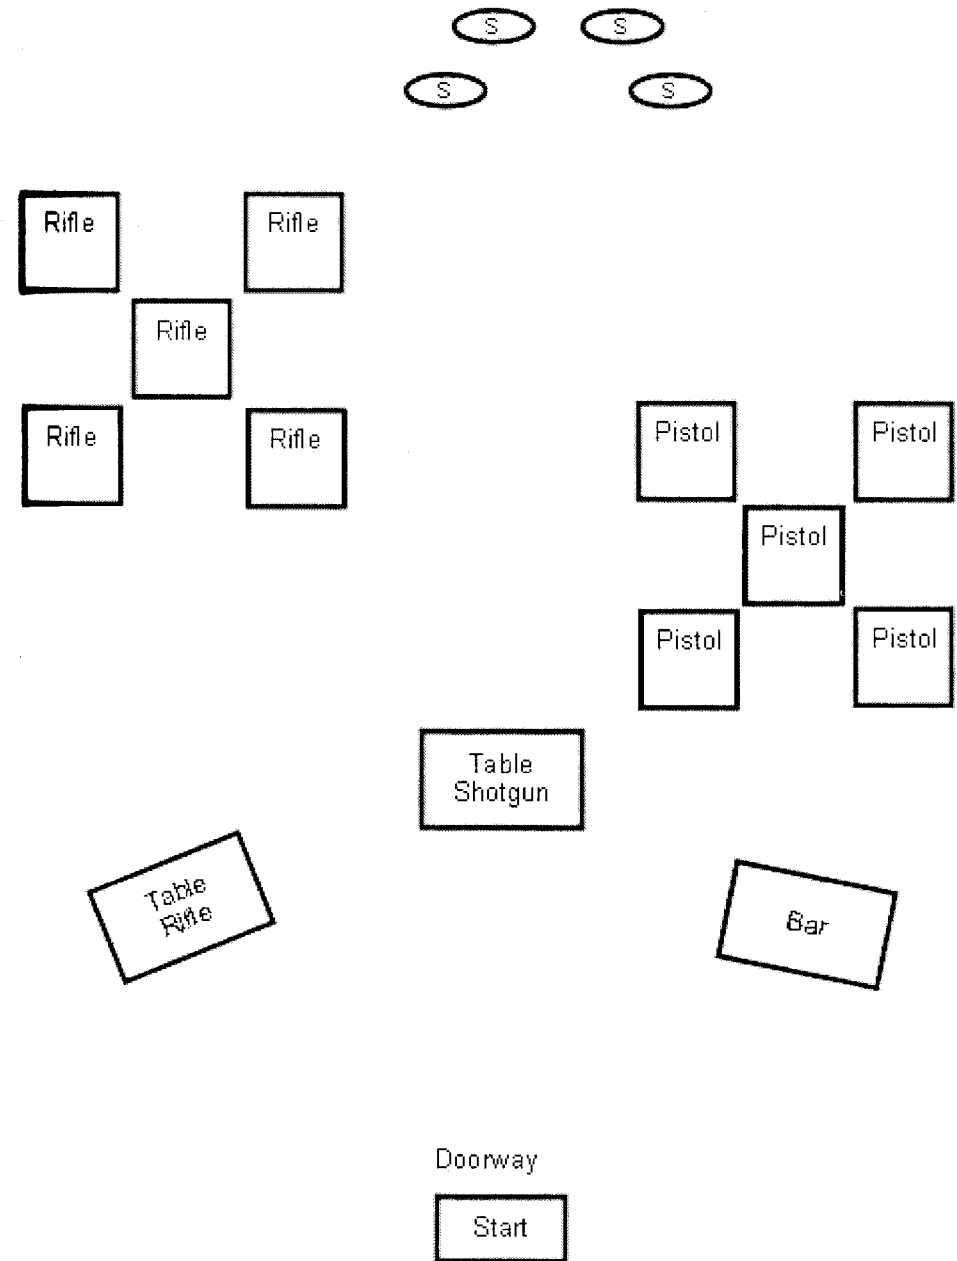 S S
S S
Rifle Rifle
Rifle
Rifle Rifle
Pistol Pistol
Pistol
Pistol Pistol
Table
Shotgun
Table
Rifle
Bar
Doorway
Start